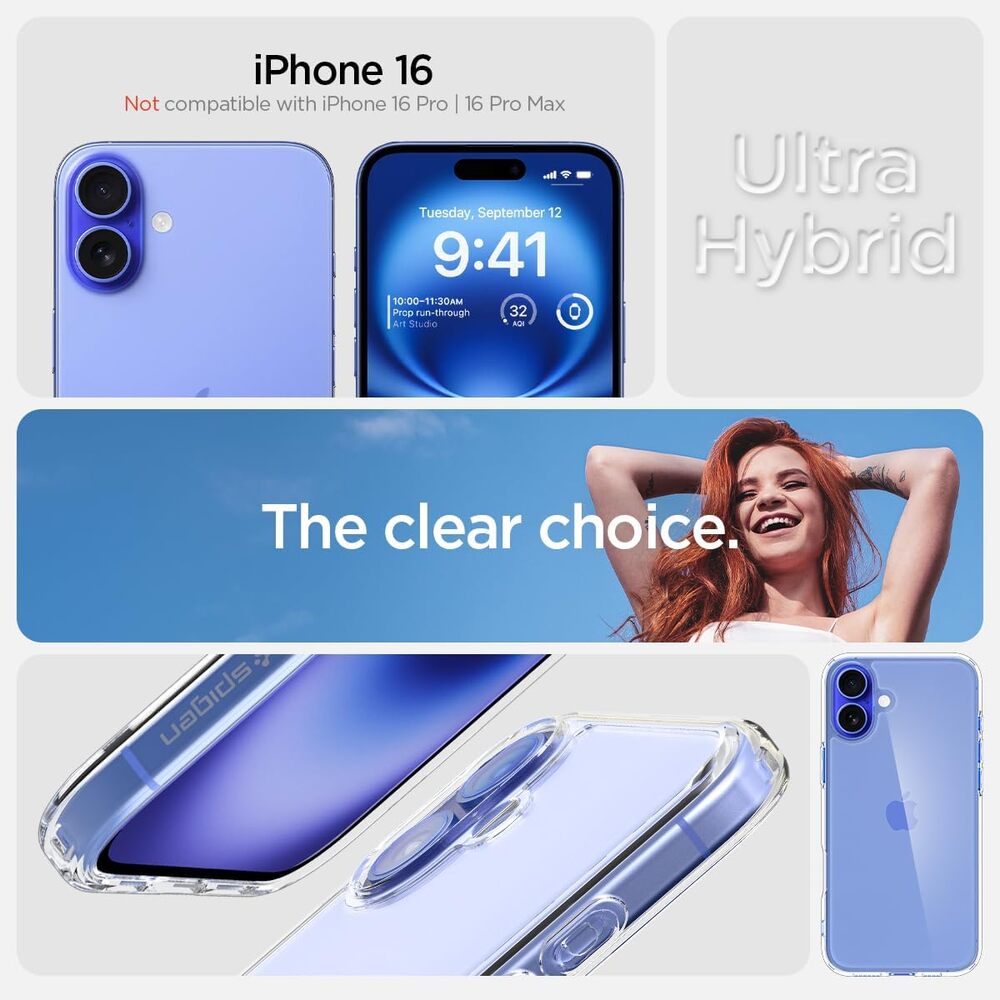 iPhone 16
Not compatible with iPhone 16 Pro | 16 Pro Max
Tuesday, September 12
9:41
10:00–11:30AM
Prop run-through
Art Studio
32
AQI
Ultra
Hybrid
The clear choice.
spigen